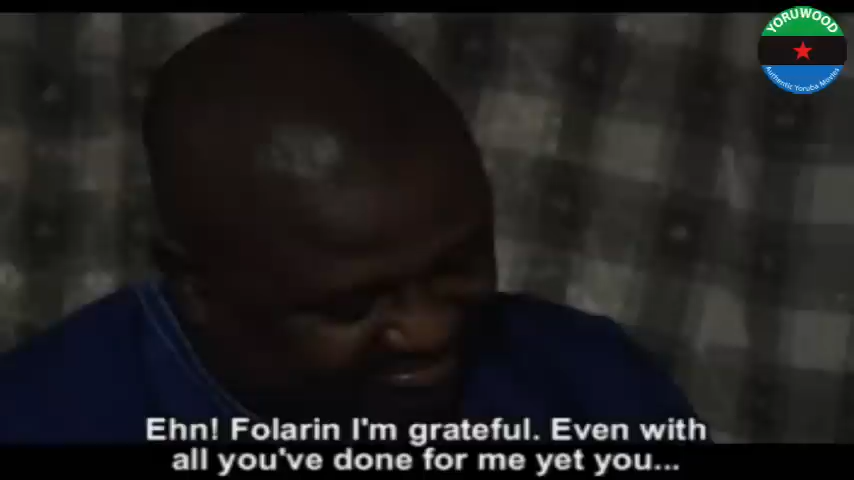 YORUWOOD
Authentic Yoruba Movies
Ehn! Folarin I'm grateful. Even with
all you've done for me yet you...